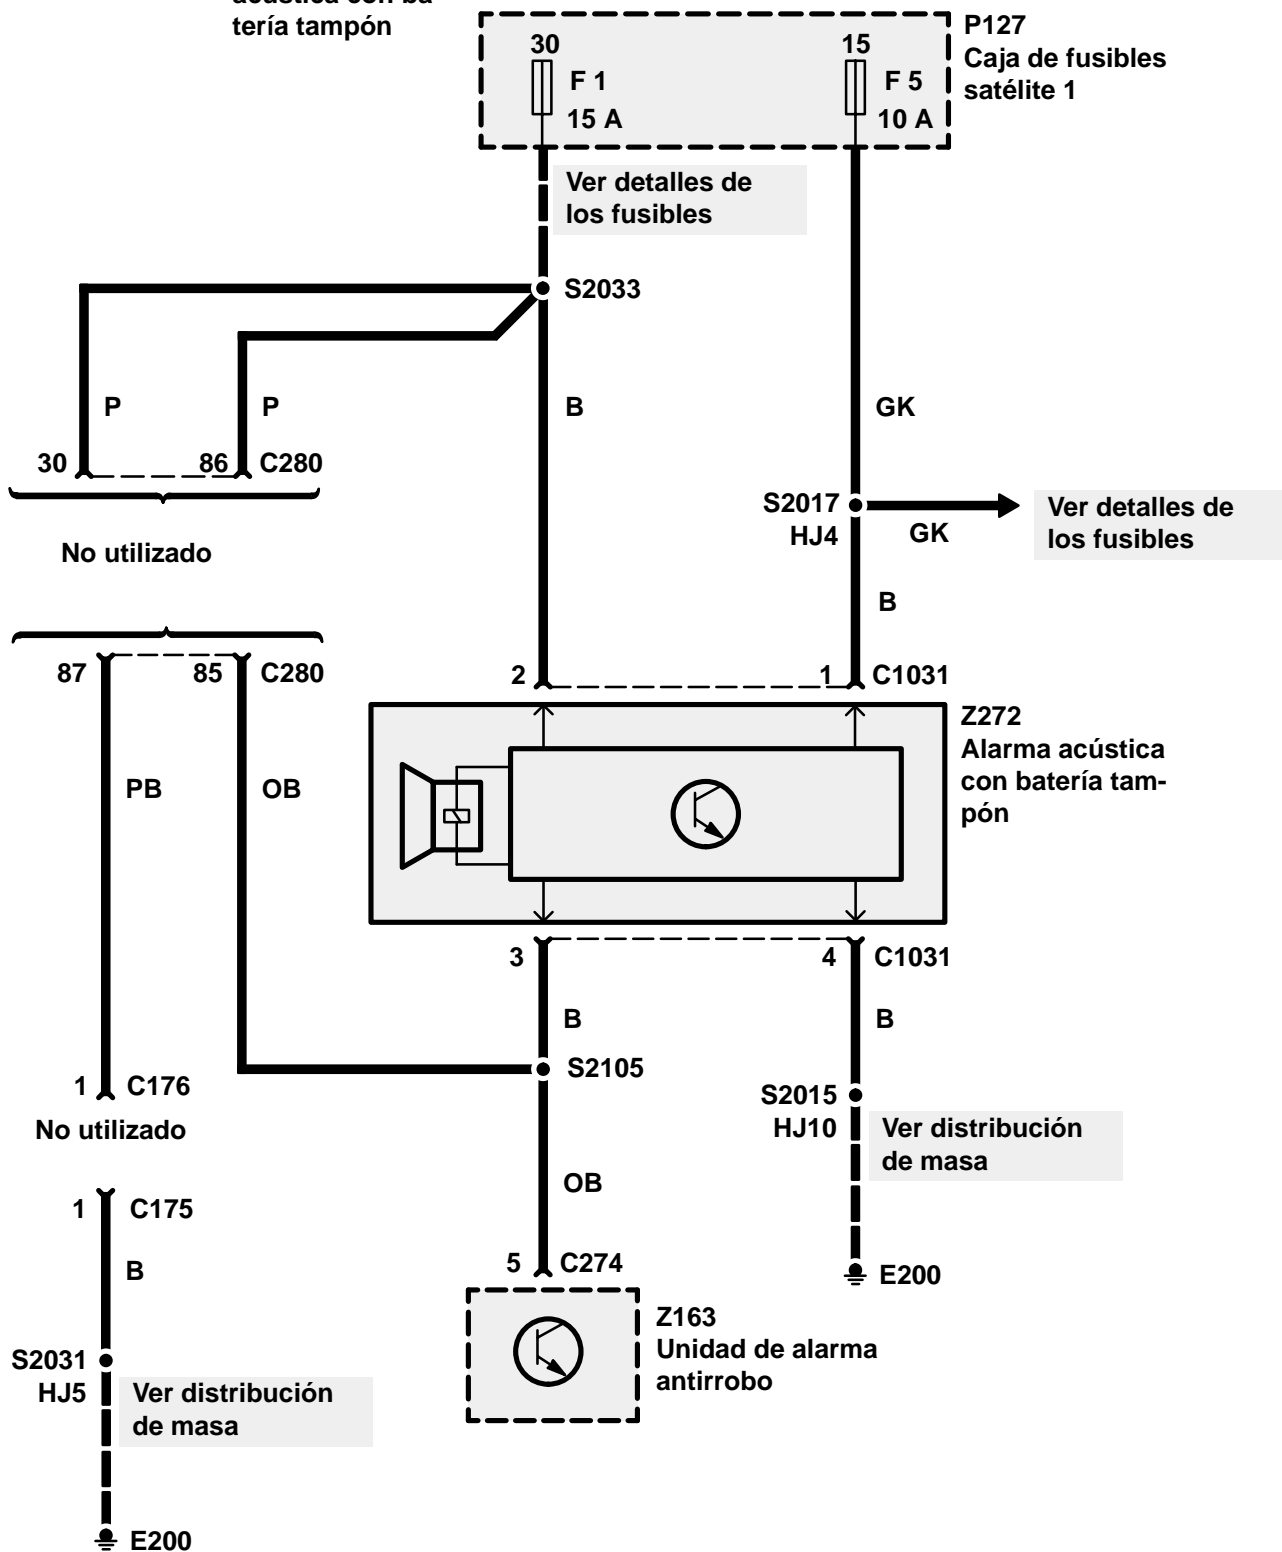 acústica con ba-
tería tampón
P127
Caja de fusibles
satélite 1
30
F 1
15 A
15
F 5
10 A
Ver detalles de
los fusibles
S2033
P
P
B
GK
30
86
C280
S2017
HJ4
GK
Ver detalles de
los fusibles
No utilizado
B
87
85
C280
2
1
C1031
Z272
Alarma acústica
con batería tam-
pón
PB
OB
3
4
C1031
B
B
S2105
1
C176
No utilizado
S2015
HJ10
Ver distribución
de masa
OB
1
C175
B
5
C274
E200
Z163
Unidad de alarma
antirrobo
S2031
HJ5
Ver distribución
de masa
E200